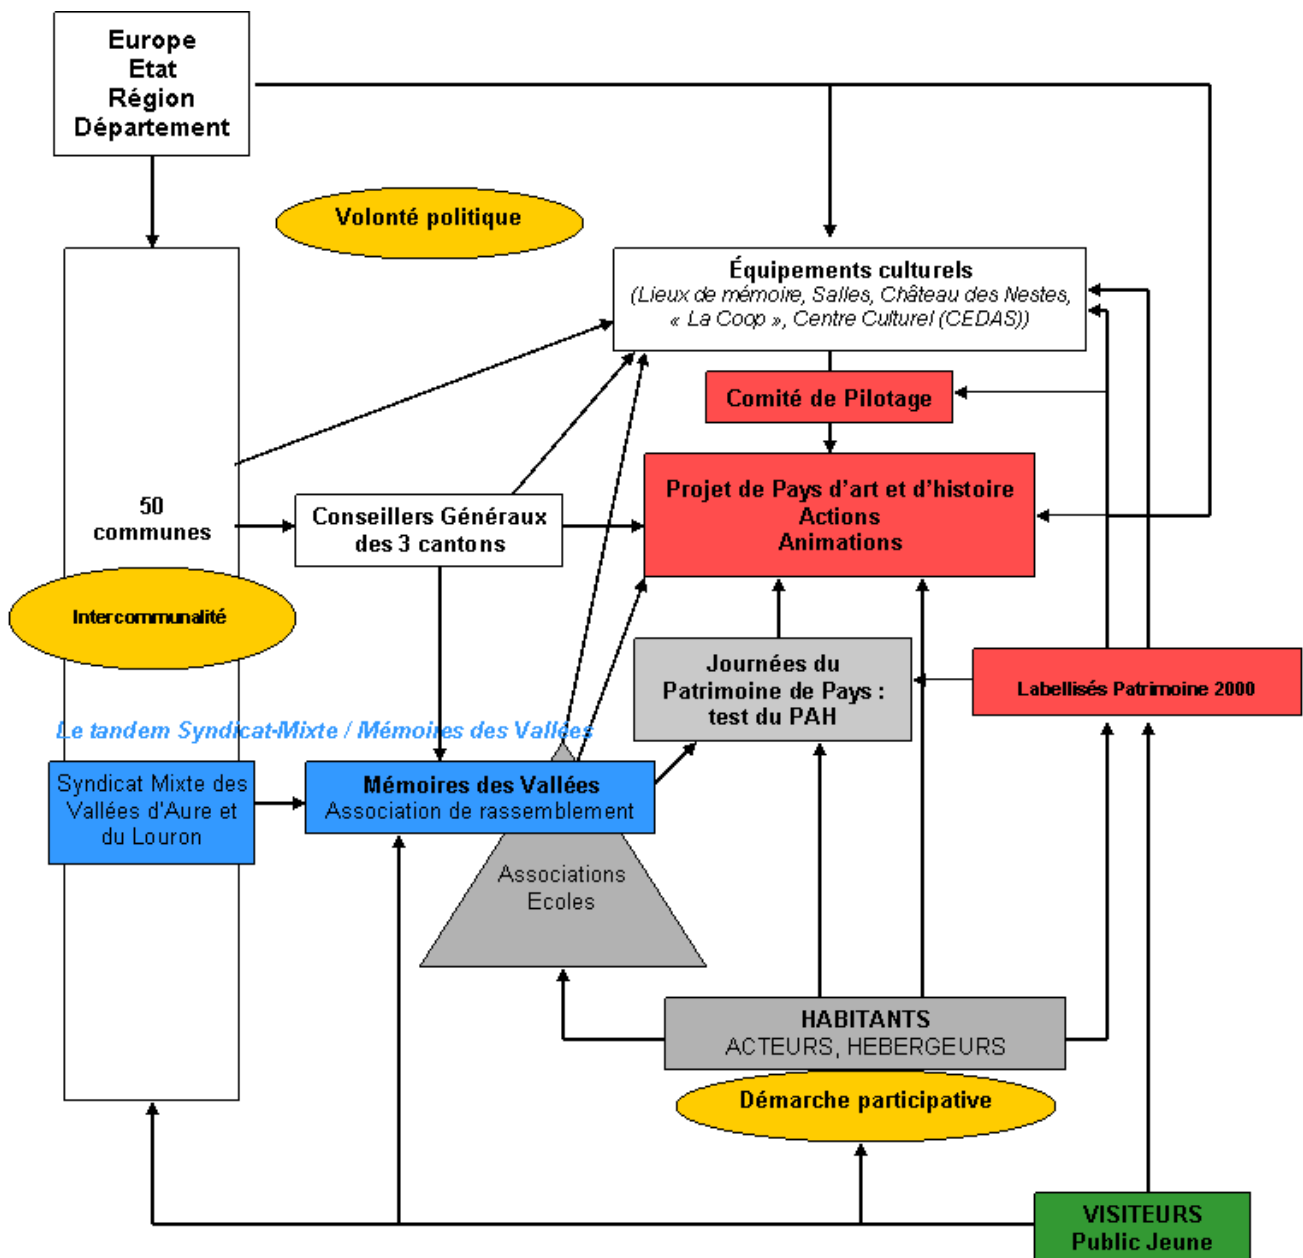 Europe
Etat
Région
Département
Volonté politique
Équipements culturels
(Lieux de mémoire, Salles, Château des Nestes,
« La Coop », Centre Culturel (CEDAS))
Comité de Pilotage
Projet de Pays d'art et d'histoire
Actions
Animations
50
communes
Conseillers Généraux
des 3 cantons
Intercommunalité
Journées du
Patrimoine de Pays :
test du PAH
Labellisés Patrimoine 2000
Le tandem Syndicat-Mixte / Mémoires des Vallées
Syndicat Mixte des
Vallées d'Aure et
du Louron
Mémoires des Vallées
Association de rassemblement
Associations
Ecoles
HABITANTS
ACTEURS, HEBERGEURS
Démarche participative
VISITEURS
Public Jeune